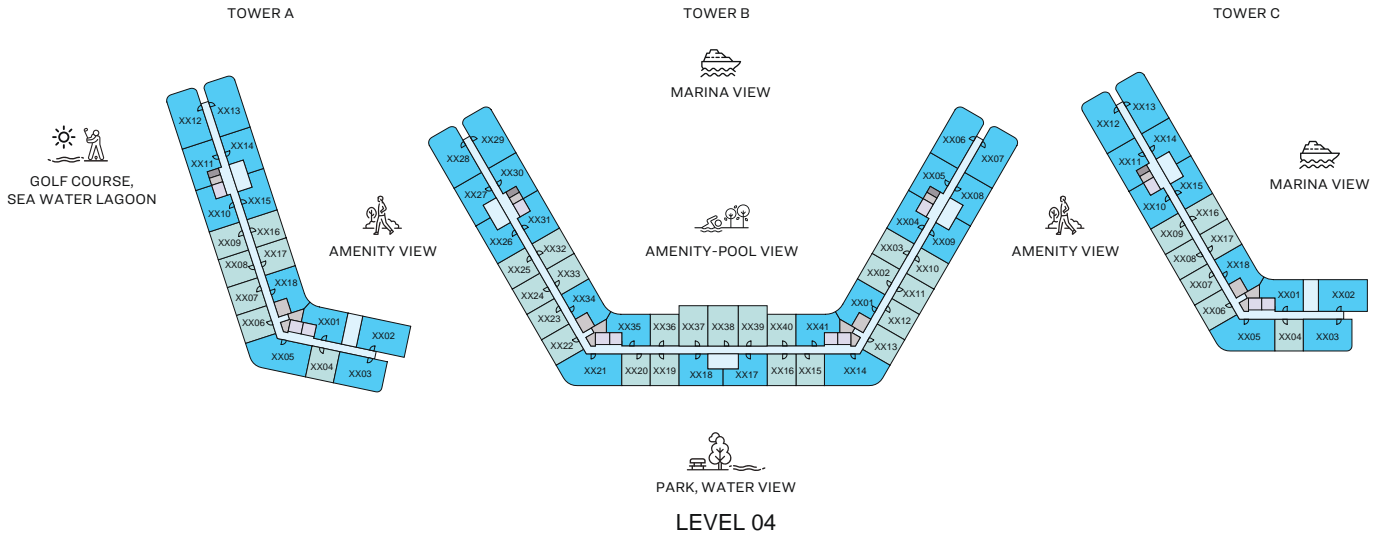 TOWER A
TOWER B
TOWER C
MARINA VIEW
GOLF COURSE,
SEA WATER LAGOON
AMENITY VIEW
AMENITY-POOL VIEW
AMENITY VIEW
MARINA VIEW
XX13
XX12
XX14
XX11
XX15
XX10
XX16
XX09
XX17
XX08
XX18
XX07
XX06
XX01
XX02
XX05
XX04
XX03
XX29
XX28
XX30
XX27
XX31
XX26
XX32
XX25
XX33
XX24
XX34
XX23
XX22
XX35
XX36
XX37
XX38
XX39
XX40
XX41
XX21
XX20
XX19
XX18
XX17
XX16
XX15
XX14
XX06
XX07
XX05
XX08
XX04
XX09
XX03
XX10
XX02
XX11
XX01
XX12
XX13
XX13
XX12
XX14
XX11
XX15
XX10
XX16
XX09
XX17
XX08
XX18
XX07
XX06
XX01
XX02
XX05
XX04
XX03
PARK, WATER VIEW
LEVEL 04